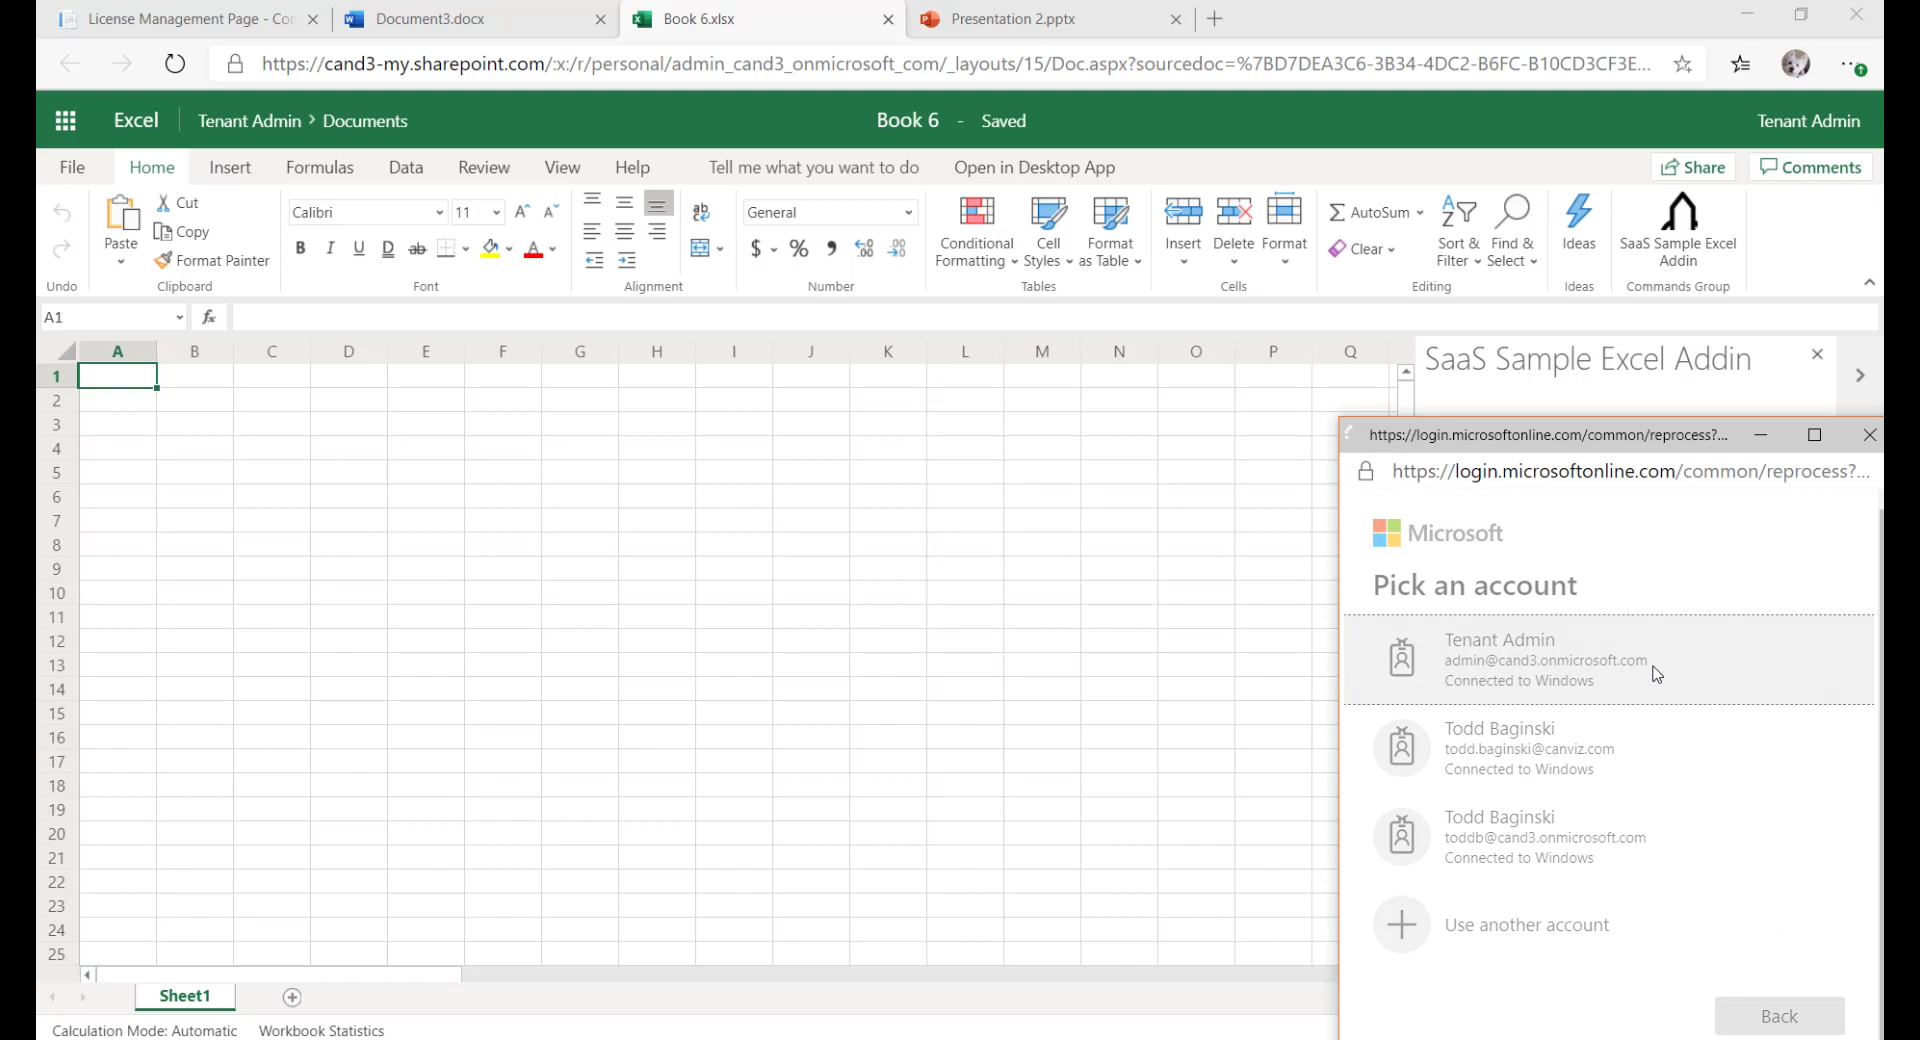 License Management Page - Co
Document3.docx
Book 6.xlsx
Presentation 2.pptx
https://cand3-my.sharepoint.com/:x:/r/personal/admin_cand3_onmicrosoft_com/_layouts/15/Doc.aspx?sourcedoc=%7BD7DEA3C6-3B34-4DC2-B6FC-B10CD3CF3E...
Excel
Tenant Admin > Documents
Book 6 - Saved
Tenant Admin
File Home Insert Formulas Data Review View Help Tell me what you want to do Open in Desktop App Share Comments
Paste
Cut
Copy
Format Painter
Calibri 11
B I U D ab
A
ab
General
$ % 9
.00
Conditional
Formatting
Cell
Styles
Format
as Table
Insert
Delete
Format
AutoSum
Clear
Sort &
Filter
Find &
Select
Ideas
SaaS Sample Excel
Addin
Undo Clipboard Font Alignment Number Tables Cells Editing Ideas Commands Group
A1
fx
A B C D E F G H I J K L M N O P Q
1
2
3
4
5
6
7
8
9
10
11
12
13
14
15
16
17
18
19
20
21
22
23
24
25
SaaS Sample Excel Addin
https://login.microsoftonline.com/common/reprocess?...
https://login.microsoftonline.com/common/reprocess?...
Microsoft
Pick an account
Tenant Admin
admin@cand3.onmicrosoft.com
Connected to Windows
Todd Baginski
todd.baginski@canviz.com
Connected to Windows
Todd Baginski
toddb@cand3.onmicrosoft.com
Connected to Windows
Use another account
Back
Sheet1
Calculation Mode: Automatic Workbook Statistics